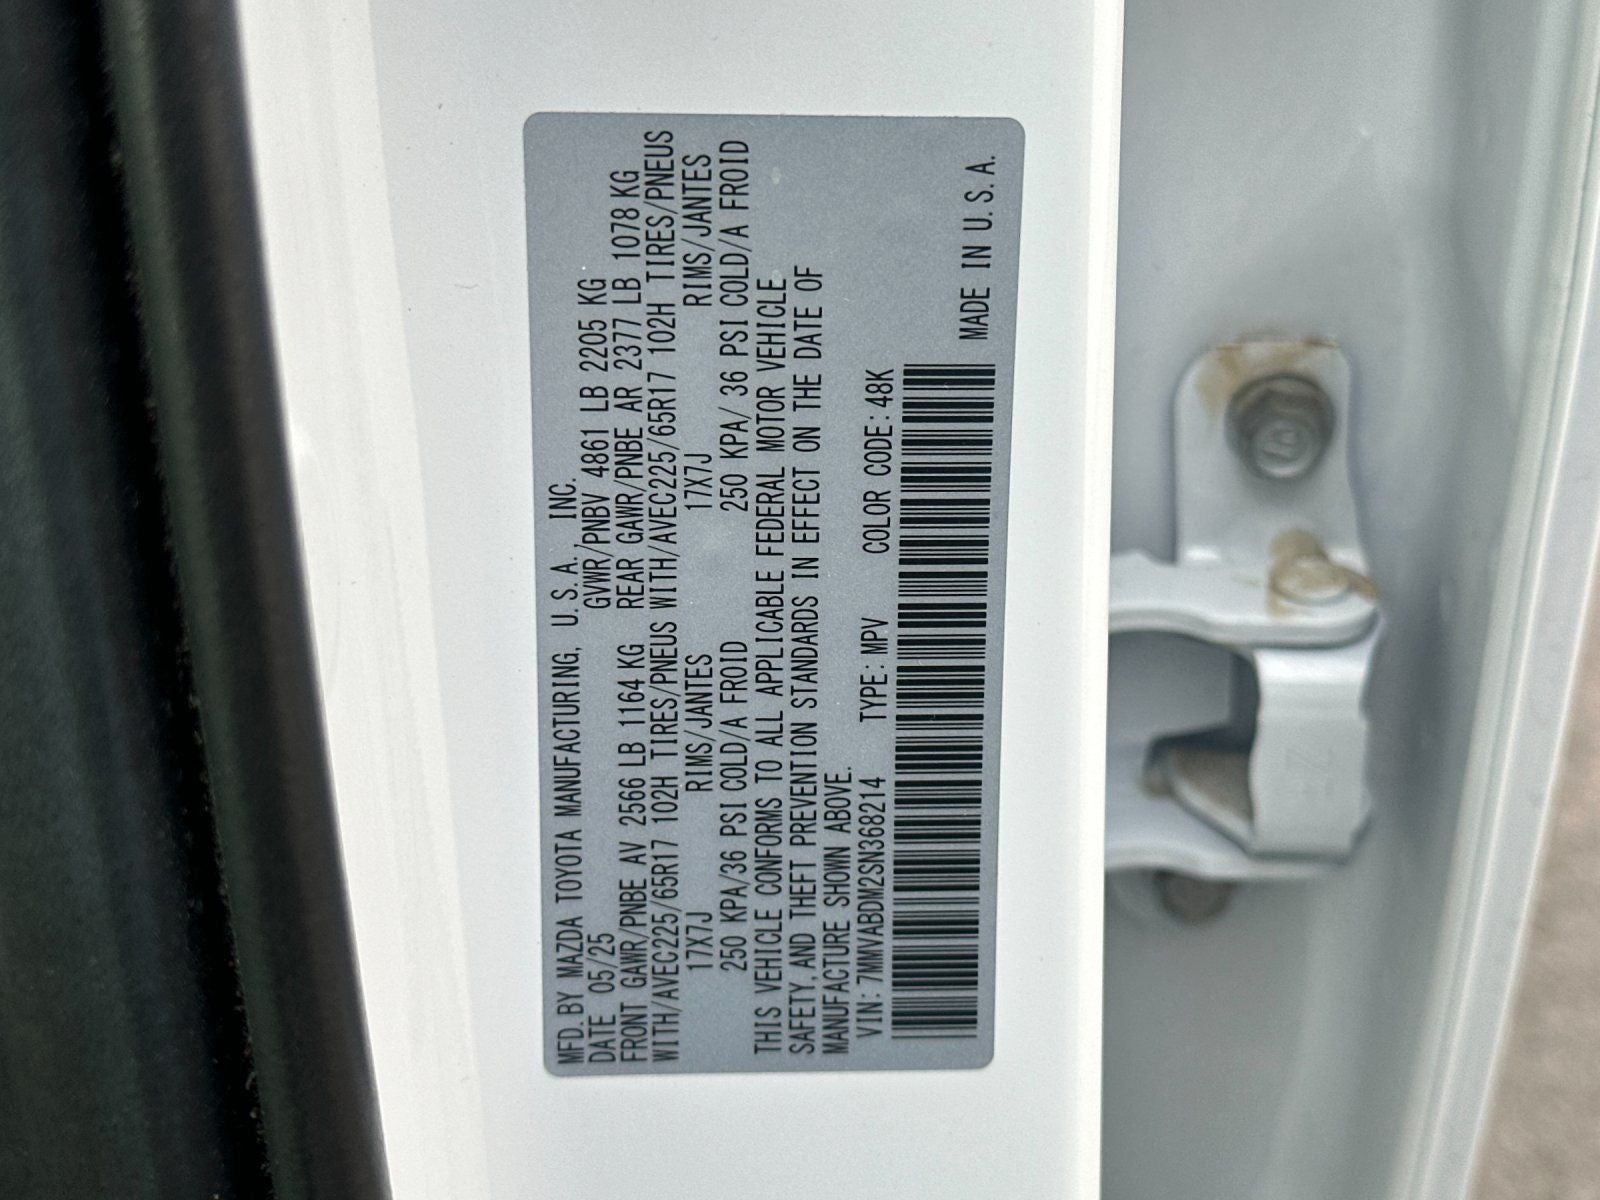 MFD. BY MAZDA TOYOTA MANUFACTURING, U.S.A. INC.
DATE 05/25 GVWR/PNBV 4861 LB 2205 KG
FRONT GAWR/PNBE AV 2566 LB 1164 KG REAR GAWR/PNBE AR 2377 LB 1078 KG
WITH/AVEC225/65R17 102H TIRES/PNEUS WITH/AVEC225/65R17 102H TIRES/PNEUS
17X7J RIMS/JANTES 17X7J RIMS/JANTES
250 KPA/36 PSI COLD/A FROID 250 KPA/ 36 PSI COLD/A FROID
THIS VEHICLE CONFORMS TO ALL APPLICABLE FEDERAL MOTOR VEHICLE
SAFETY, AND THEFT PREVENTION STANDARDS IN EFFECT ON THE DATE OF
MANUFACTURE SHOWN ABOVE.
VIN: 7MMVABDM2SN368214 TYPE: MPV COLOR CODE: 48K
MADE IN U.S.A.